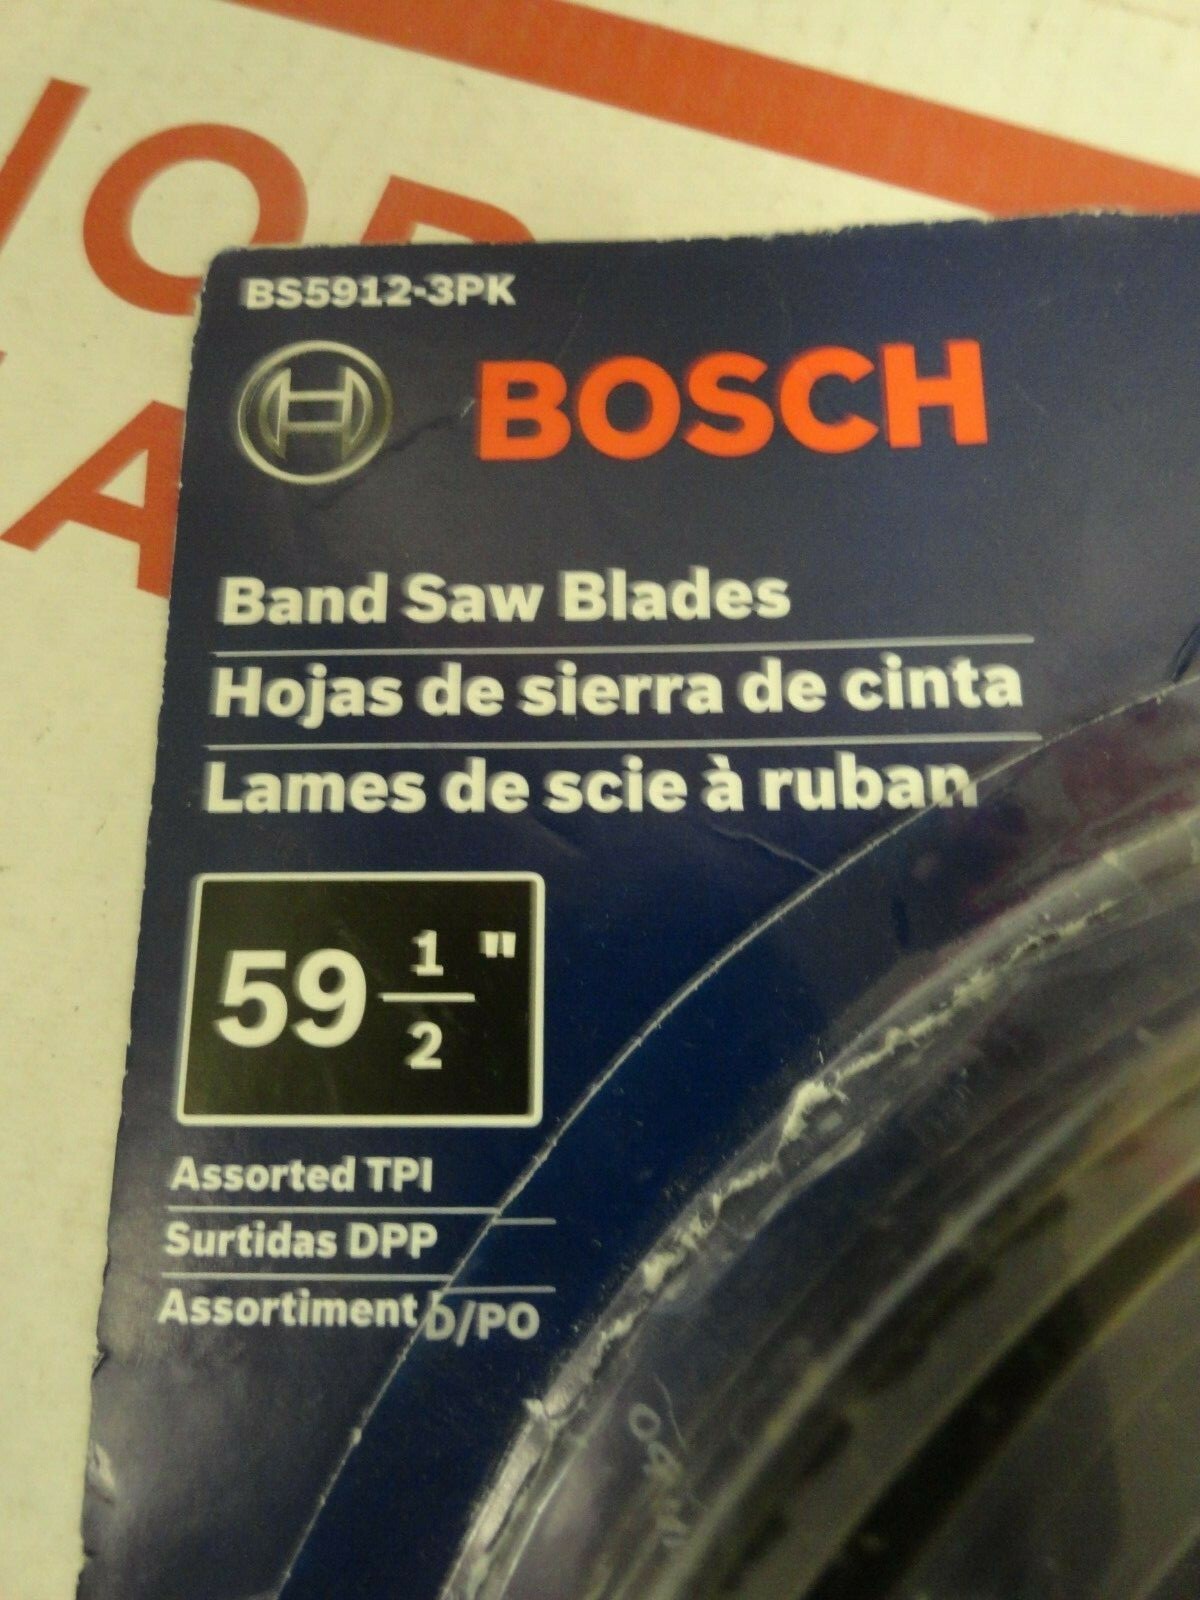 BS5912-3PK
BOSCH
Band Saw Blades
Hojas de sierra de cinta
Lames de scie à ruban
59 1/2 "
Assorted TPI
Surtidas DPP
Assortiment D/PO